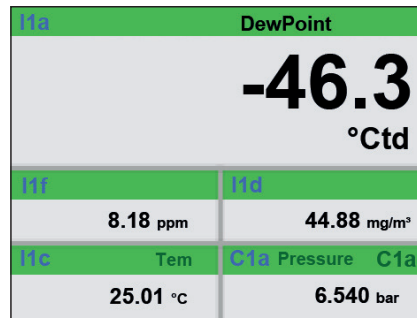 I1a DewPoint
-46.3
°Ctd
I1f I1d
8.18 ppm 44.88 mg/m³
I1c Tem C1a Pressure C1a
25.01 °C 6.540 bar